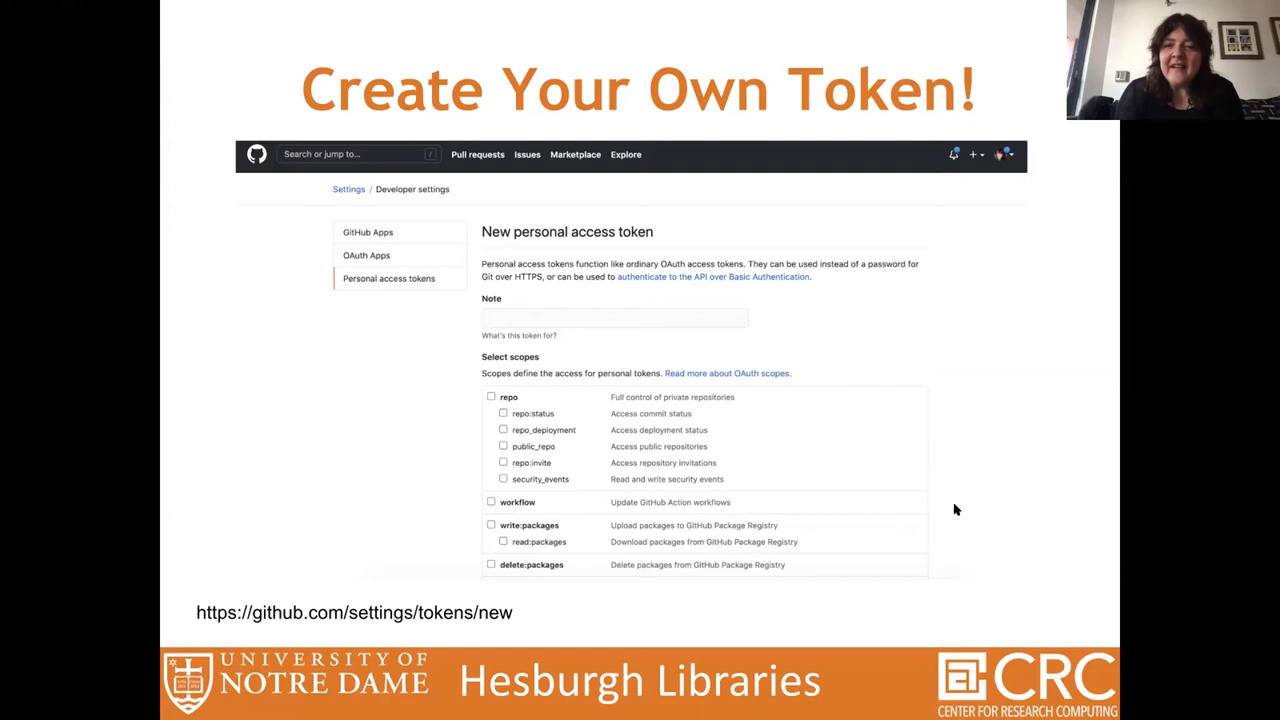 Create Your Own Token!
Search or jump to... /
Pull requests Issues Marketplace Explore
Settings / Developer settings
GitHub Apps
OAuth Apps
Personal access tokens
New personal access token
Personal access tokens function like ordinary OAuth access tokens. They can be used instead of a password for
Git over HTTPS, or can be used to authenticate to the API over Basic Authentication.
Note
What's this token for?
Select scopes
Scopes define the access for personal tokens. Read more about OAuth scopes.
repo Full control of private repositories
repo:status Access commit status
repo_deployment Access deployment status
public_repo Access public repositories
repo:invite Access repository invitations
security_events Read and write security events
workflow Update GitHub Action workflows
write:packages Upload packages to GitHub Package Registry
read:packages Download packages from GitHub Package Registry
delete:packages Delete packages from GitHub Package Registry
https://github.com/settings/tokens/new
UNIVERSITY OF
NOTRE DAME
Hesburgh Libraries
CRC
CENTER FOR RESEARCH COMPUTING